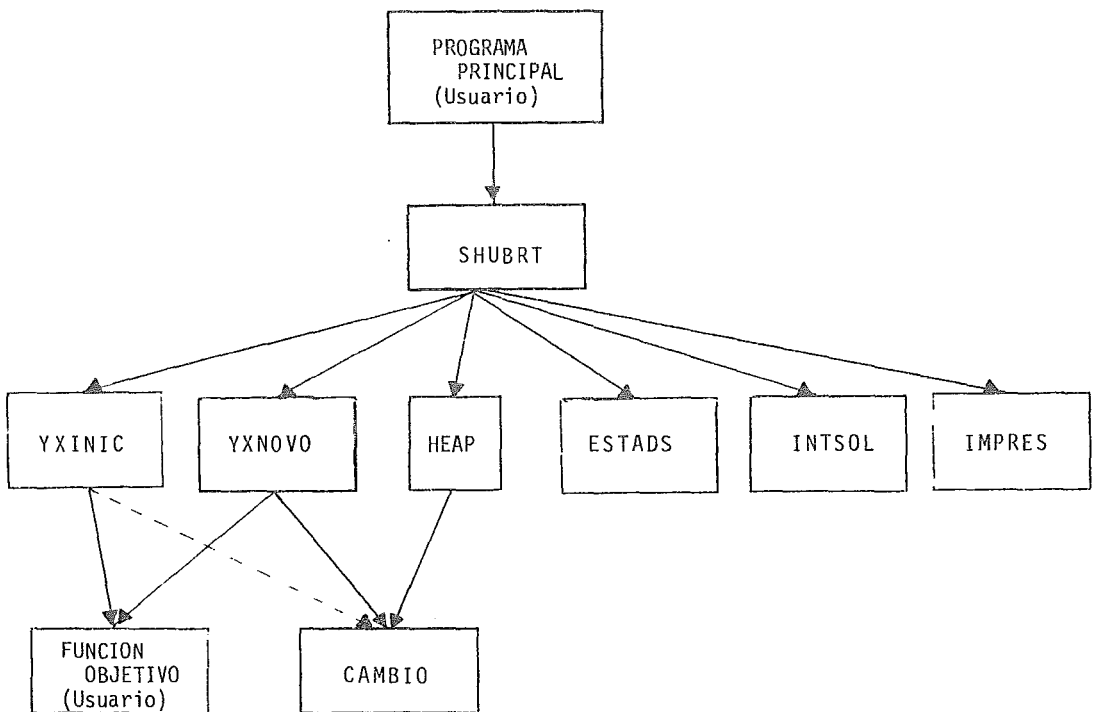 PROGRAMA
PRINCIPAL
(Usuario)
SHUBRT
YXINIC
YXNOVO
HEAP
ESTADS
INTSOL
IMPRES
FUNCION
OBJETIVO
(Usuario)
CAMBIO